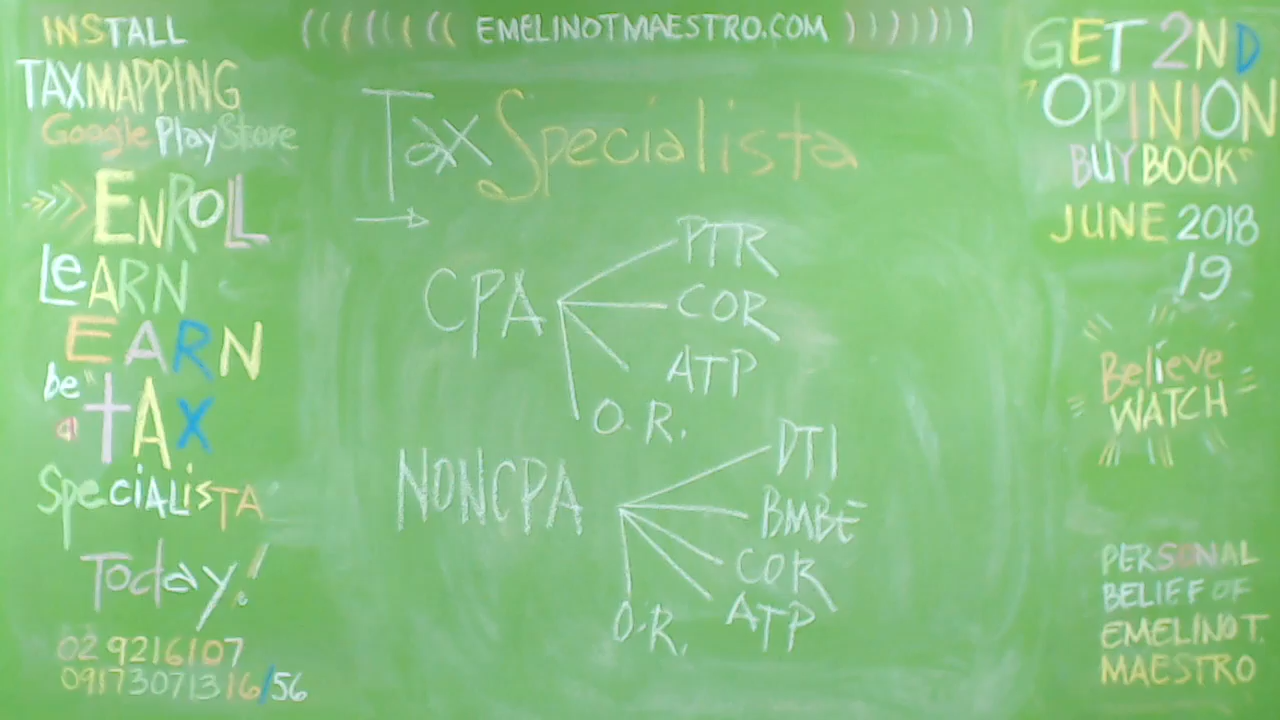 INSTALL
TAXMAPPING
Google PlayStore
>>> ENROLL
LeARN
EARN
be
tAX
SpeciALisTA
Today!
02 9216107
09173071316/56
((((((( EMELINOTMAESTRO.COM )))))))
Tax Specialista
CPA
PTR
COR
ATP
O.R.
NONCPA
DTI
BMBE
COR
ATP
O.R.
GET 2ND
OPINION
BUY BOOK
JUNE 2018
19
Believe
WATCH
PERSONAL
BELIEF OF
EMELINO T.
MAESTRO